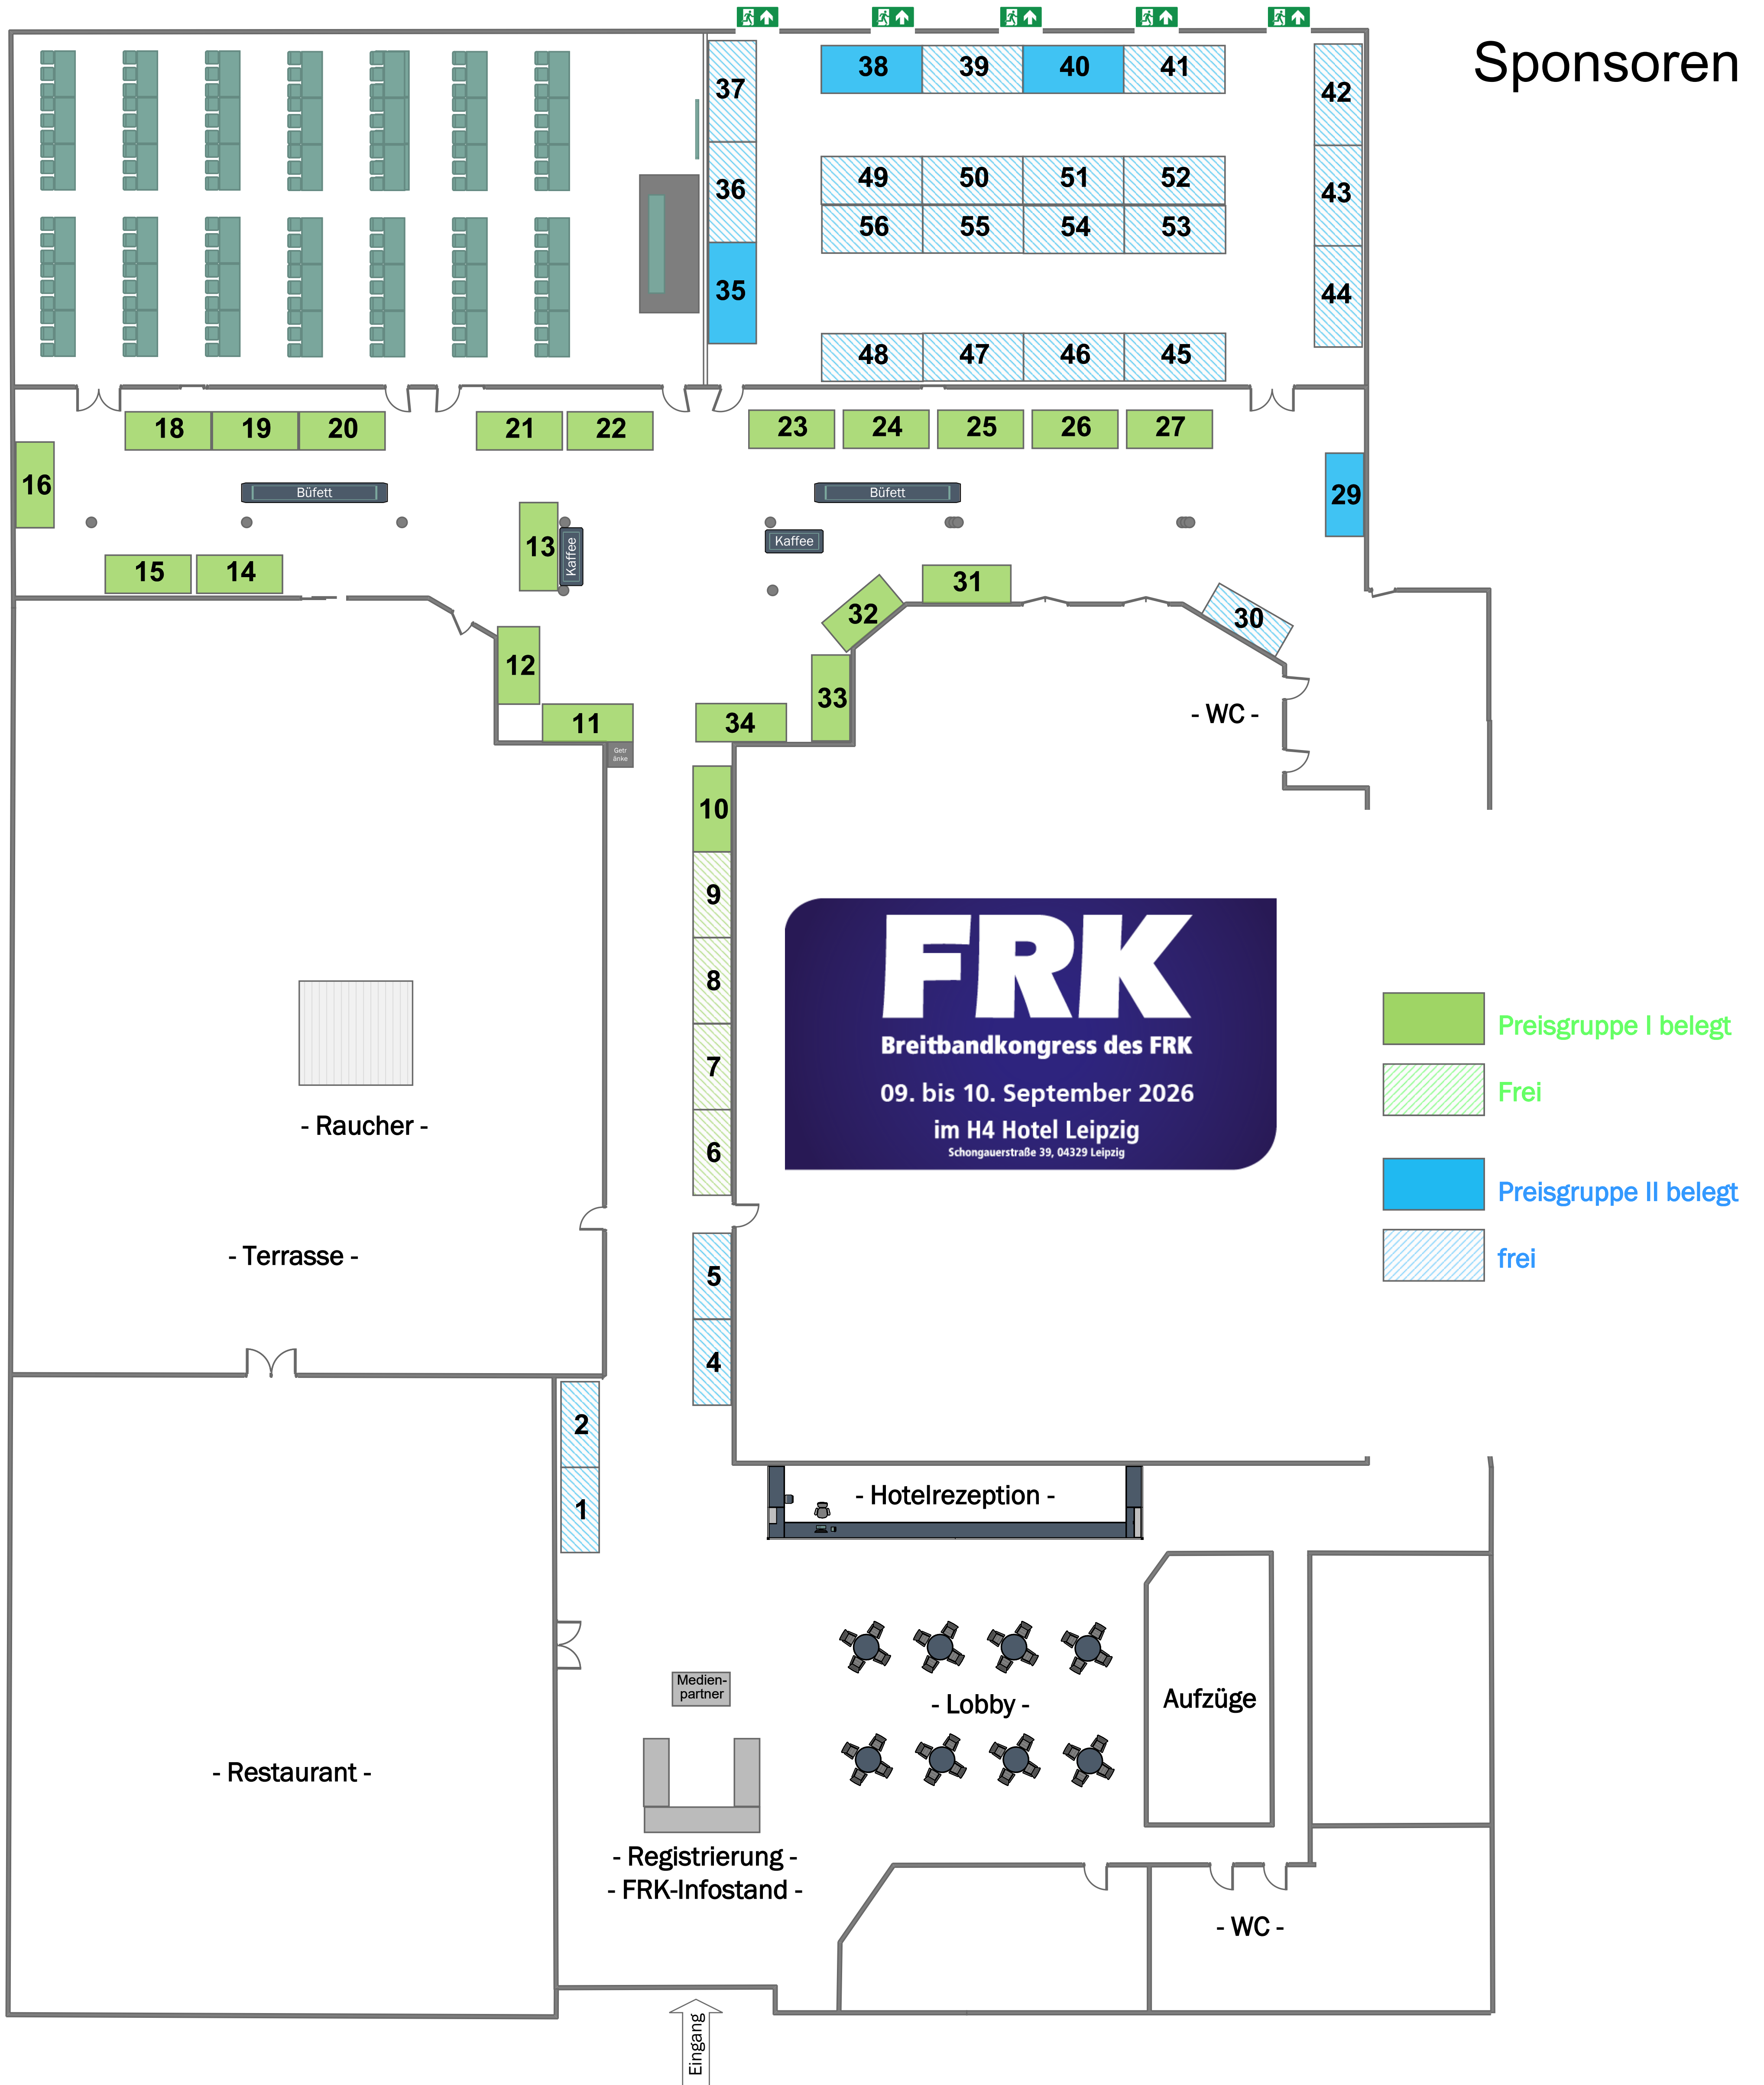 Sponsoren
37
38
39
40
41
42
36
49
50
51
52
43
56
55
54
53
35
44
48
47
46
45
18
19
20
21
22
23
24
25
26
27
16
Büfett
Büfett
29
13
Kaffee
Kaffee
15
14
31
32
30
12
33
11
34
- WC -
Getr
änke
10
9
8
7
6
FRK
Breitbandkongress des FRK
09. bis 10. September 2026
im H4 Hotel Leipzig
Schongauerstraße 39, 04329 Leipzig
Preisgruppe I belegt
Frei
Preisgruppe II belegt
frei
- Raucher -
- Terrasse -
5
4
2
1
- Hotelrezeption -
Medien-
partner
- Lobby -
Aufzüge
- Restaurant -
- Registrierung -
- FRK-Infostand -
- WC -
Eingang